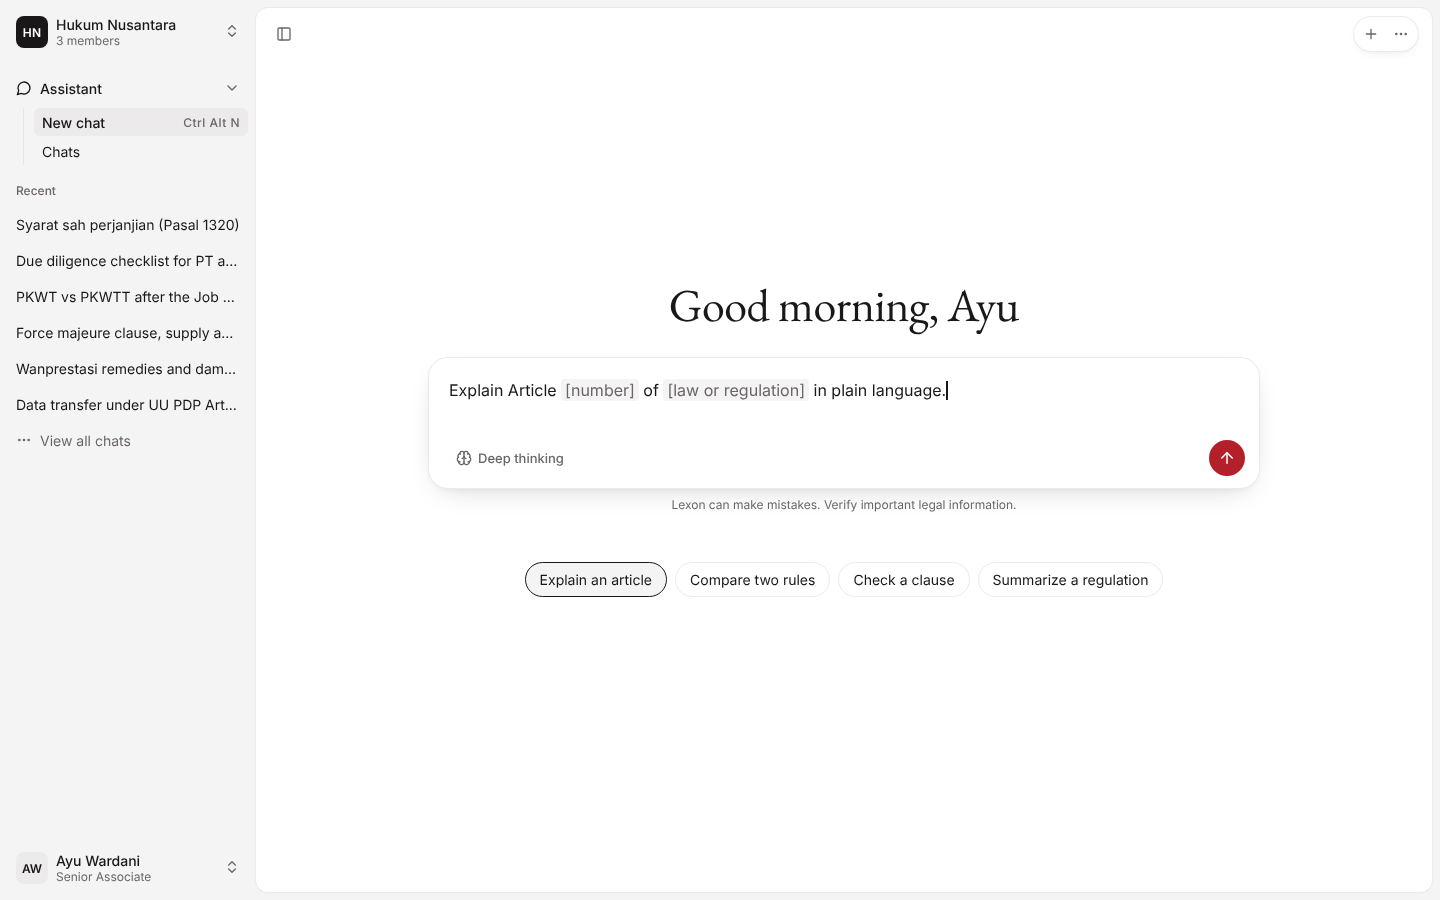 HN
Hukum Nusantara
3 members
Assistant
New chat Ctrl Alt N
Chats
Recent
Syarat sah perjanjian (Pasal 1320)
Due diligence checklist for PT a...
PKWT vs PKWTT after the Job ...
Force majeure clause, supply a...
Wanprestasi remedies and dam...
Data transfer under UU PDP Art...
View all chats
AW
Ayu Wardani
Senior Associate
Good morning, Ayu
Explain Article [number] of [law or regulation] in plain language.
Deep thinking
Lexon can make mistakes. Verify important legal information.
Explain an article Compare two rules Check a clause Summarize a regulation